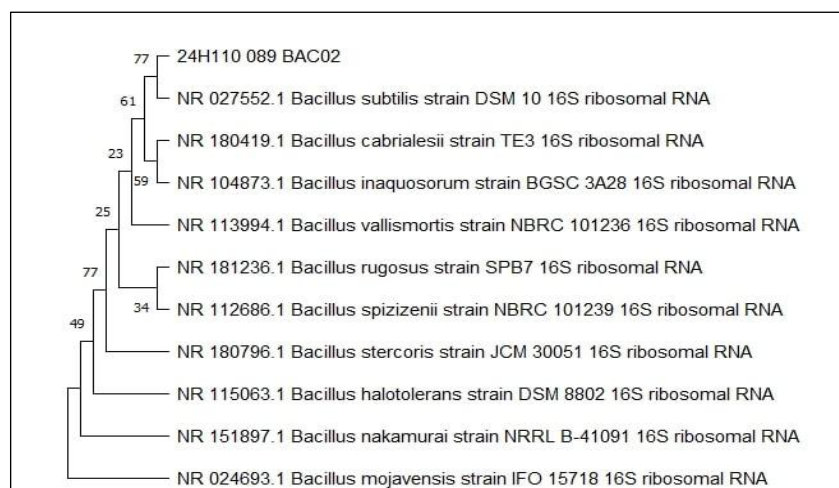 77
24H110 089 BAC02
NR 027552.1 Bacillus subtilis strain DSM 10 16S ribosomal RNA
61
NR 180419.1 Bacillus cabrialesii strain TE3 16S ribosomal RNA
23
59
NR 104873.1 Bacillus inaquosorum strain BGSC 3A28 16S ribosomal RNA
25
NR 113994.1 Bacillus vallismortis strain NBRC 101236 16S ribosomal RNA
77
NR 181236.1 Bacillus rugosus strain SPB7 16S ribosomal RNA
34
NR 112686.1 Bacillus spizizenii strain NBRC 101239 16S ribosomal RNA
49
NR 180796.1 Bacillus stercoris strain JCM 30051 16S ribosomal RNA
NR 115063.1 Bacillus halotolerans strain DSM 8802 16S ribosomal RNA
NR 151897.1 Bacillus nakamurai strain NRRL B-41091 16S ribosomal RNA
NR 024693.1 Bacillus mojavensis strain IFO 15718 16S ribosomal RNA